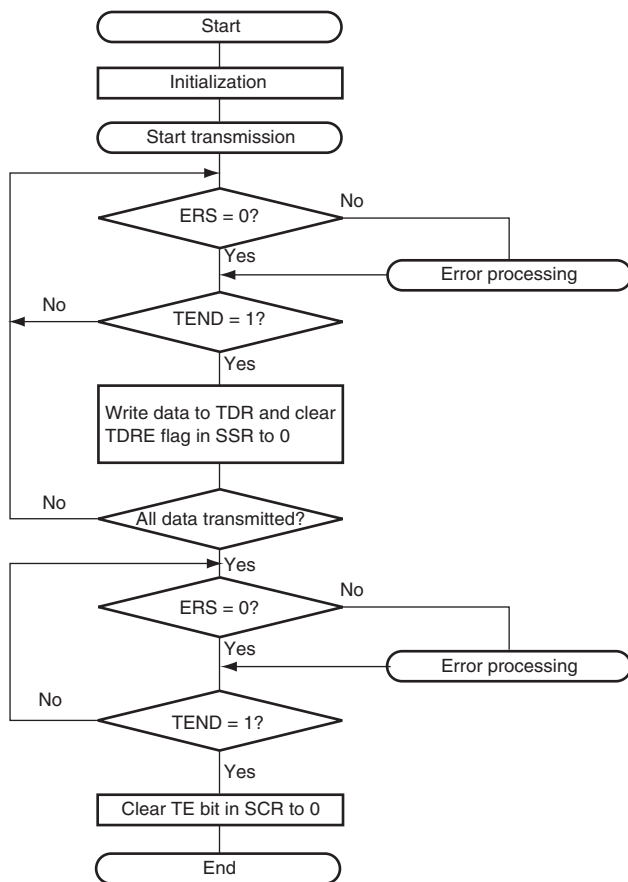 Start
Initialization
Start transmission
No
ERS = 0?
Yes
Error processing
No
TEND = 1?
Yes
Write data to TDR and clear
TDRE flag in SSR to 0
No
All data transmitted?
Yes
No
ERS = 0?
Yes
Error processing
No
TEND = 1?
Yes
Clear TE bit in SCR to 0
End